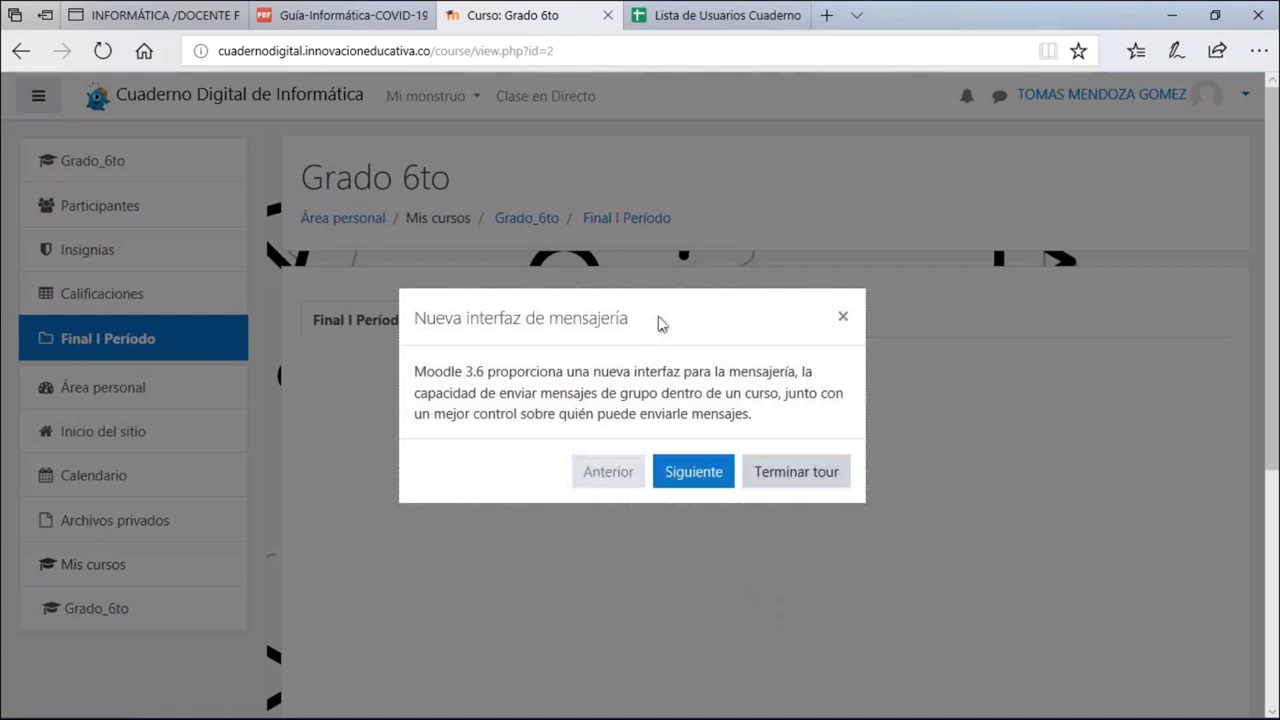 INFORMÁTICA /DOCENTE F
Guía-Informática-COVID-19
Curso: Grado 6to
Lista de Usuarios Cuaderno
cuadernodigital.innovacioneducativa.co/course/view.php?id=2
Cuaderno Digital de Informática
Mi monstruo
Clase en Directo
TOMAS MENDOZA GOMEZ
Grado_6to
Participantes
Insignias
Calificaciones
Final I Período
Área personal
Inicio del sitio
Calendario
Archivos privados
Mis cursos
Grado_6to
Grado 6to
Área personal / Mis cursos / Grado_6to / Final I Período
Final I Períod
Nueva interfaz de mensajería
Moodle 3.6 proporciona una nueva interfaz para la mensajería, la
capacidad de enviar mensajes de grupo dentro de un curso, junto con
un mejor control sobre quién puede enviarle mensajes.
Anterior
Siguiente
Terminar tour